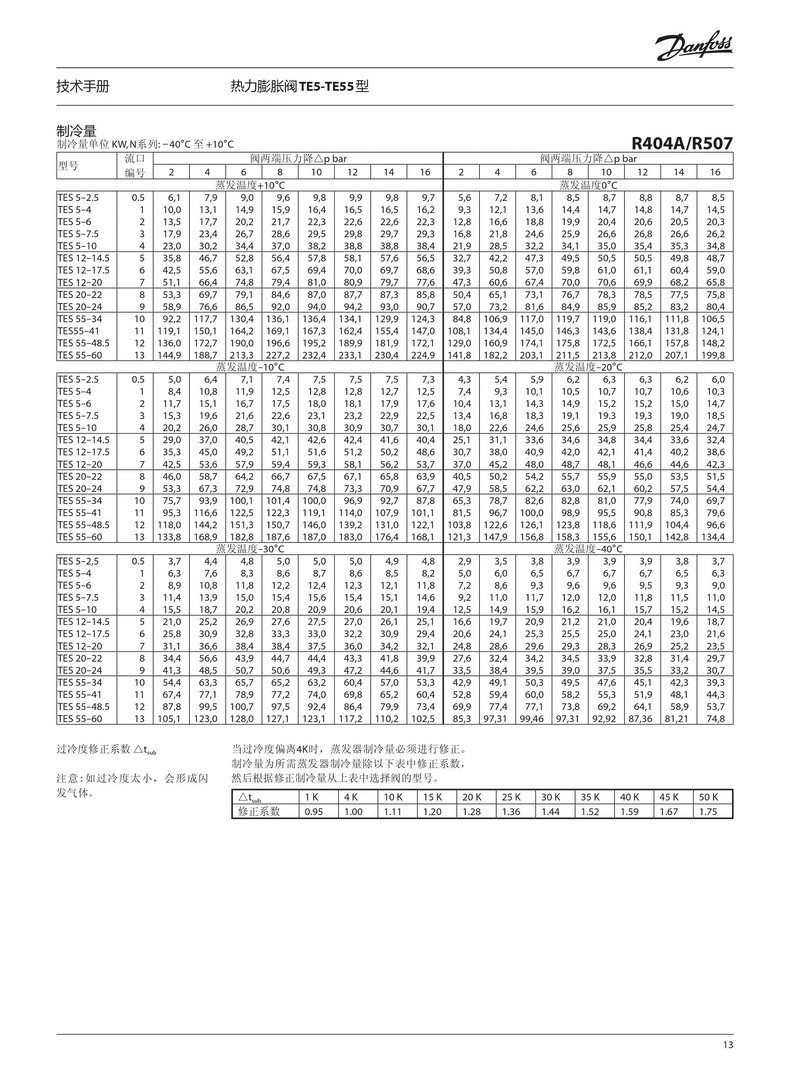 Danfoss
技术手册 热力膨胀阀TE5-TE55型
制冷量
制冷量单位 KW, N系列: −40°C 至 +10°C R404A/R507
型号 流口编号 阀两端压力降△p bar 阀两端压力降△p bar
2 4 6 8 10 12 14 16 2 4 6 8 10 12 14 16
蒸发温度+10°C 蒸发温度0°C
TES 5–2.5 0.5 6,1 7,9 9,0 9,6 9,8 9,9 9,8 9,7 5,6 7,2 8,1 8,5 8,7 8,8 8,7 8,5
TES 5–4 1 10,0 13,1 14,9 15,9 16,4 16,5 16,5 16,2 9,3 12,1 13,6 14,4 14,7 14,8 14,7 14,5
TES 5–6 2 13,5 17,7 20,2 21,7 22,3 22,6 22,6 22,3 12,8 16,6 18,8 19,9 20,4 20,6 20,5 20,3
TES 5–7.5 3 17,9 23,4 26,7 28,6 29,5 29,8 29,7 29,3 16,8 21,8 24,6 25,9 26,6 26,8 26,6 26,2
TES 5–10 4 23,0 30,2 34,4 37,0 38,2 38,8 38,8 38,4 21,9 28,5 32,2 34,1 35,0 35,4 35,3 34,8
TES 12–14.5 5 35,8 46,7 52,8 56,4 57,8 58,1 57,6 56,5 32,7 42,2 47,3 49,5 50,5 50,5 49,8 48,7
TES 12–17.5 6 42,5 55,6 63,1 67,5 69,4 70,0 69,7 68,6 39,3 50,8 57,0 59,8 61,0 61,1 60,4 59,0
TES 12–20 7 51,1 66,4 74,8 79,4 81,0 80,9 79,7 77,6 47,3 60,6 67,4 70,0 70,6 69,9 68,2 65,8
TES 20–22 8 53,3 69,7 79,1 84,6 87,0 87,7 87,3 85,8 50,4 65,1 73,1 76,7 78,3 78,5 77,5 75,8
TES 20–24 9 58,9 76,6 86,5 92,0 94,0 94,2 93,0 90,7 57,0 73,2 81,6 84,9 85,9 85,2 83,2 80,4
TES 55–34 10 92,2 117,7 130,4 136,1 136,4 134,1 129,9 124,3 84,8 106,9 117,0 119,7 119,0 116,1 111,8 106,5
TES55–41 11 119,1 150,1 164,2 169,1 167,3 162,4 155,4 147,0 108,1 134,4 145,0 146,3 143,6 138,4 131,8 124,1
TES 55–48.5 12 136,0 172,7 190,0 196,6 195,2 189,9 181,9 172,1 129,0 160,9 174,1 175,8 172,5 166,1 157,8 148,2
TES 55–60 13 144,9 188,7 213,3 227,2 232,4 233,1 230,4 224,9 141,8 182,2 203,1 211,5 213,8 212,0 207,1 199,8
蒸发温度–10°C 蒸发温度–20°C
TES 5–2.5 0.5 5,0 6,4 7,1 7,4 7,5 7,5 7,5 7,3 4,3 5,4 5,9 6,2 6,3 6,3 6,2 6,0
TES 5–4 1 8,4 10,8 11,9 12,5 12,8 12,8 12,7 12,5 7,4 9,3 10,1 10,5 10,7 10,7 10,6 10,3
TES 5–6 2 11,7 15,1 16,7 17,5 18,0 18,1 17,9 17,6 10,4 13,1 14,3 14,9 15,2 15,2 15,0 14,7
TES 5–7.5 3 15,3 19,6 21,6 22,6 23,1 23,2 22,9 22,5 13,4 16,8 18,3 19,1 19.3 19,3 19,0 18,5
TES 5–10 4 20,2 26,0 28,7 30,1 30,8 30,9 30,7 30,1 18,0 22,6 24,6 25,6 25,9 25,8 25,4 24,7
TES 12–14.5 5 29,0 37,0 40,5 42,1 42,6 42,4 41,6 40,4 25,1 31,1 33,6 34,6 34,8 34,4 33,6 32,4
TES 12–17.5 6 35,3 45,0 49,2 51,1 51,6 51,2 50,2 48,6 30,7 38,0 40,9 42,0 42,1 41,4 40,2 38,6
TES 12–20 7 42,5 53,6 57,9 59,4 59,3 58,1 56,2 53,7 37,0 45,2 48,0 48,7 48,1 46,6 44,6 42,3
TES 20–22 8 46,0 58,7 64,2 66,7 67,5 67,1 65,8 63,9 40,5 50,2 54,2 55,7 55,9 55,0 53,5 51,5
TES 20–24 9 53,3 67,3 72,9 74,8 74,8 73,3 70,9 67,7 47,9 58,5 62,2 63,0 62,1 60,2 57,5 54,4
TES 55–34 10 75,7 93,9 100,1 101,4 100,0 96,9 92,7 87,8 65,3 78,7 82,6 82,8 81,0 77,9 74,0 69,7
TES 55–41 11 95,3 116,6 122,5 122,3 119,1 114,0 107,9 101,1 81,5 96,7 100,0 98,9 95,5 90,8 85,3 79,6
TES 55–48.5 12 118,0 144,2 151,3 150,7 146,0 139,2 131,0 122,1 103,8 122,6 126,1 123,8 118,6 111,9 104,4 96,6
TES 55–60 13 133,8 168,9 182,8 187,6 187,0 183,0 176,4 168,1 121,3 147,9 156,8 158,3 155,6 150,1 142,8 134,4
蒸发温度–30°C 蒸发温度–40°C
TES 5–2,5 0.5 3,7 4,4 4,8 5,0 5,0 5,0 4,9 4,8 2,9 3,5 3,8 3,9 3,9 3,9 3,8 3,7
TES 5–4 1 6,3 7,6 8,3 8,6 8,7 8,6 8,5 8,2 5,0 6,0 6,5 6,7 6,7 6,7 6,5 6,3
TES 5–6 2 8,9 10,8 11,8 12,2 12,4 12,3 12,1 11,8 7,2 8,6 9,3 9,6 9,6 9,5 9,3 9,0
TES 5–7.5 3 11,4 13,9 15,0 15,4 15,6 15,4 15,1 14,6 9,2 11,0 11,7 12,0 12,0 11,8 11,5 11,0
TES 5–10 4 15,5 18,7 20,2 20,8 20,9 20,6 20,1 19,4 12,5 14,9 15,9 16,2 16,1 15,7 15,2 14,5
TES 12–14.5 5 21,0 25,2 26,9 27,6 27,5 27,0 26,1 25,1 16,6 19,7 20,9 21,2 21,0 20,4 19,6 18,7
TES 12–17.5 6 25,8 30,9 32,8 33,3 33,0 32,2 30,9 29,4 20,6 24,1 25,3 25,5 25,0 24,1 23,0 21,6
TES 12–20 7 31,1 36,6 38,4 38,4 37,5 36,0 34,2 32,1 24,8 28,6 29,6 29,3 28,3 26,9 25,2 23,5
TES 20–22 8 34,4 56,6 43,9 44,7 44,4 43,3 41,8 39,9 27,6 32,4 34,2 34,5 33,9 32,8 31,4 29,7
TES 20–24 9 41,3 48,5 50,7 50,6 49,3 47,2 44,6 41,7 33,5 38,4 39,5 39,0 37,5 35,5 33,2 30,7
TES 55–34 10 54,4 63,3 65,7 65,2 63,2 60,4 57,0 53,3 42,9 49,1 50,3 49,5 47,6 45,1 42,3 39,3
TES 55–41 11 67,4 77,1 78,9 77,2 74,0 69,8 65,2 60,4 52,8 59,4 60,0 58,2 55,3 51,9 48,1 44,3
TES 55–48.5 12 87,8 99,5 100,7 97,5 92,4 86,4 79,9 73,4 69,9 77,4 77,1 73,8 69,2 64,1 58,9 53,7
TES 55–60 13 105,1 123,0 128,0 127,1 123,1 117,2 110,2 102,5 85,3 97,31 99,46 97,31 92,92 87,36 81,21 74,8
过冷度修正系数 △tsub
注意:如过冷度太小，会形成闪
发气体。
当过冷度偏离4K时，蒸发器制冷量必须进行修正。
制冷量为所需蒸发器制冷量除以下表中修正系数，
然后根据修正制冷量从上表中选择阀的型号。
△tsub 1 K 4 K 10 K 15 K 20 K 25 K 30 K 35 K 40 K 45 K 50 K
修正系数 0.95 1.00 1.11 1.20 1.28 1.36 1.44 1.52 1.59 1.67 1.75
13